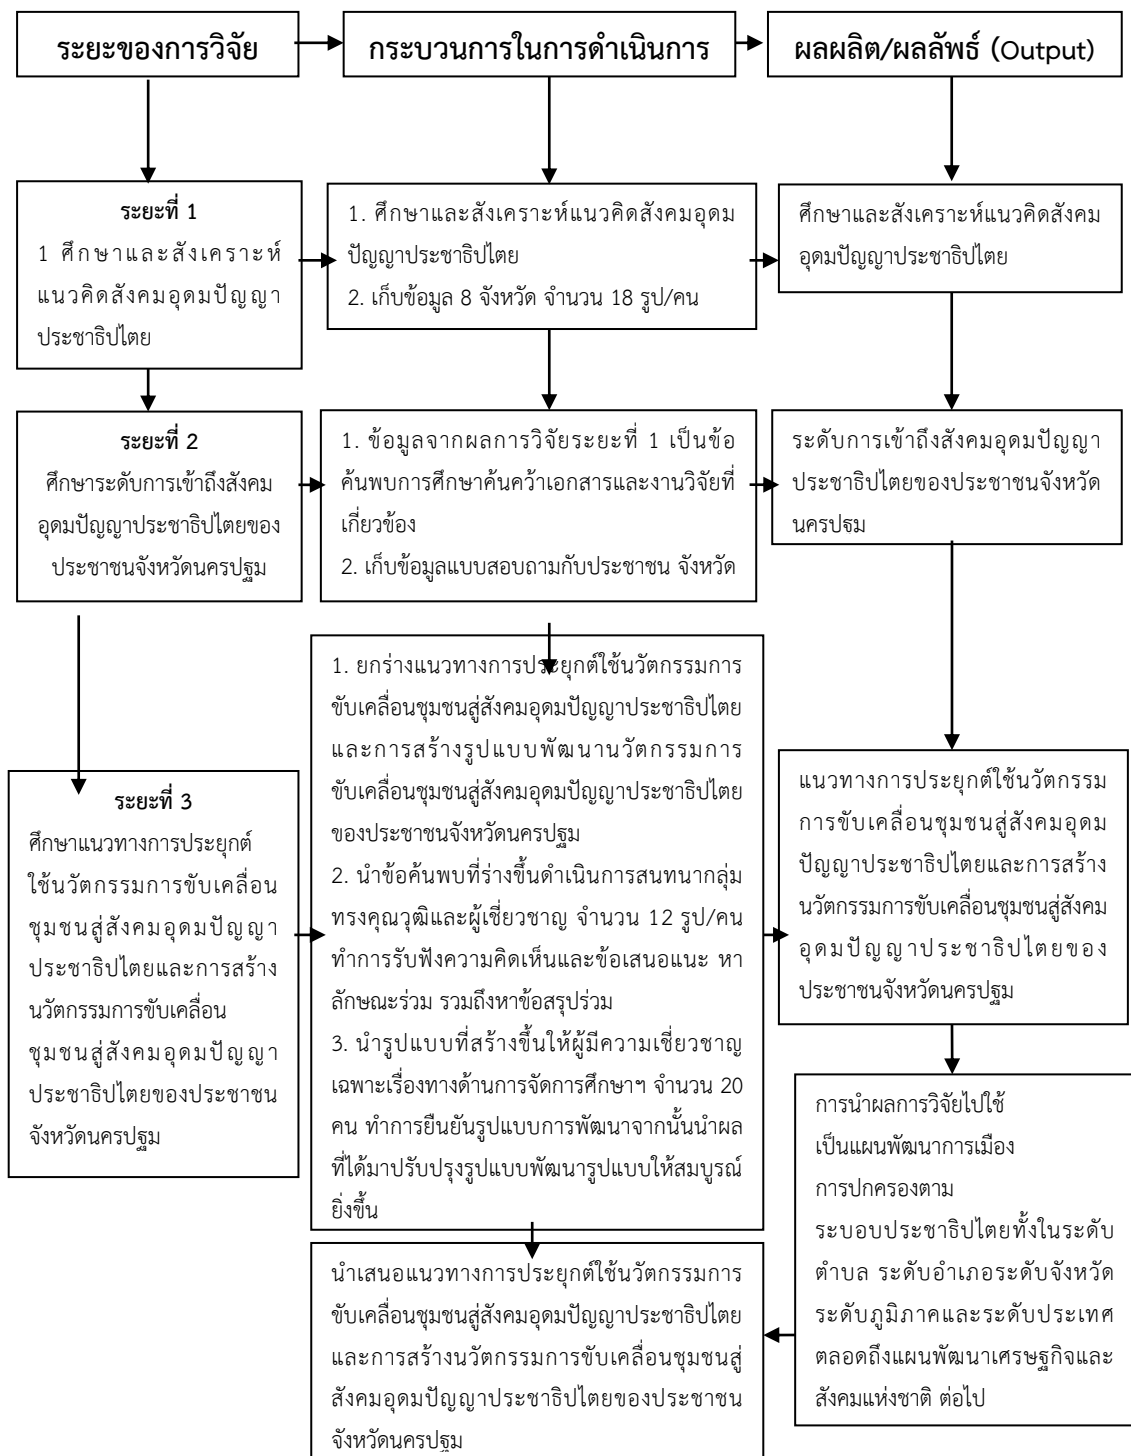 ระยะของการวิจัย
กระบวนการในการดำเนินการ
ผลผลิต/ผลลัพธ์ (Output)
ระยะที่ 1
1 ศึกษาและสังเคราะห์
แนวคิดสังคมอุดมปัญญา
ประชาธิปไตย
1. ศึกษาและสังเคราะห์แนวคิดสังคมอุดม
ปัญญาประชาธิปไตย
2. เก็บข้อมูล 8 จังหวัด จำนวน 18 รูป/คน
ศึกษาและสังเคราะห์แนวคิดสังคม
อุดมปัญญาประชาธิปไตย
ระยะที่ 2
ศึกษาระดับการเข้าถึงสังคม
อุดมปัญญาประชาธิปไตยของ
ประชาชนจังหวัดนครปฐม
1. ข้อมูลจากผลการวิจัยระยะที่ 1 เป็นข้อ
ค้นพบการศึกษาค้นคว้าเอกสารและงานวิจัยที่
เกี่ยวข้อง
2. เก็บข้อมูลแบบสอบถามกับประชาชน จังหวัด
ระดับการเข้าถึงสังคมอุดมปัญญา
ประชาธิปไตยของประชาชนจังหวัด
นครปฐม
ระยะที่ 3
ศึกษาแนวทางการประยุกต์
ใช้นวัตกรรมการขับเคลื่อน
ชุมชนสู่สังคมอุดมปัญญา
ประชาธิปไตยและการสร้าง
นวัตกรรมการขับเคลื่อน
ชุมชนสู่สังคมอุดมปัญญา
ประชาธิปไตยของประชาชน
จังหวัดนครปฐม
1. ยกร่างแนวทางการประยุกต์ใช้นวัตกรรมการ
ขับเคลื่อนชุมชนสู่สังคมอุดมปัญญาประชาธิปไตย
และการสร้างรูปแบบพัฒนานวัตกรรมการ
ขับเคลื่อนชุมชนสู่สังคมอุดมปัญญาประชาธิปไตย
ของประชาชนจังหวัดนครปฐม
2. นำข้อค้นพบที่ร่างขึ้นดำเนินการสนทนากลุ่ม
ทรงคุณวุฒิและผู้เชี่ยวชาญ จำนวน 12 รูป/คน
ทำการรับฟังความคิดเห็นและข้อเสนอแนะ หา
ลักษณะร่วม รวมถึงหาข้อสรุปร่วม
3. นำรูปแบบที่สร้างขึ้นให้ผู้มีความเชี่ยวชาญ
เฉพาะเรื่องทางด้านการจัดการศึกษาฯ จำนวน 20
คน ทำการยืนยันรูปแบบการพัฒนาจากนั้นนำผล
ที่ได้มาปรับปรุงรูปแบบพัฒนารูปแบบให้สมบูรณ์
ยิ่งขึ้น
แนวทางการประยุกต์ใช้นวัตกรรม
การขับเคลื่อนชุมชนสู่สังคมอุดม
ปัญญาประชาธิปไตยและการสร้าง
นวัตกรรมการขับเคลื่อนชุมชนสู่สังคม
อุดมปัญญาประชาธิปไตยของ
ประชาชนจังหวัดนครปฐม
การนำผลการวิจัยไปใช้
เป็นแผนพัฒนาการเมือง
การปกครองตาม
ระบอบประชาธิปไตยทั้งในระดับ
ตำบล ระดับอำเภอระดับจังหวัด
ระดับภูมิภาคและระดับประเทศ
ตลอดถึงแผนพัฒนาเศรษฐกิจและ
สังคมแห่งชาติ ต่อไป
นำเสนอแนวทางการประยุกต์ใช้นวัตกรรมการ
ขับเคลื่อนชุมชนสู่สังคมอุดมปัญญาประชาธิปไตย
และการสร้างนวัตกรรมการขับเคลื่อนชุมชนสู่
สังคมอุดมปัญญาประชาธิปไตยของประชาชน
จังหวัดนครปฐม